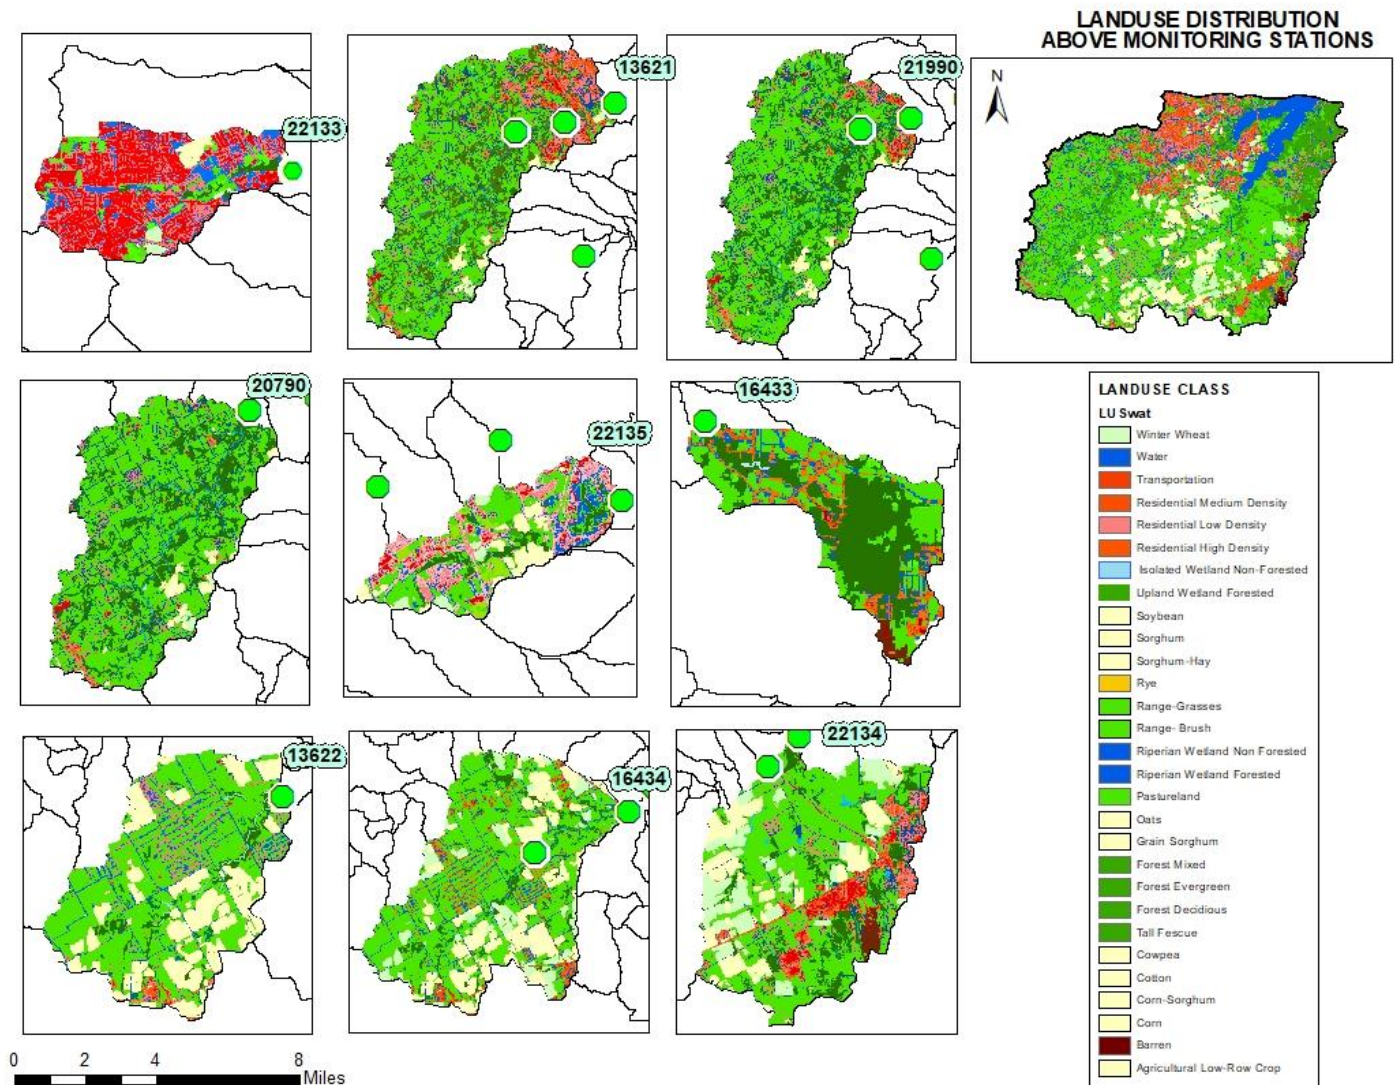 LANDUSE DISTRIBUTION
ABOVE MONITORING STATIONS
22133
13621
21990
N
20790
22135
16433
13622
16434
22134
LANDUSE CLASS
LU Swat
Winter Wheat
Water
Transportation
Residential Medium Density
Residential Low Density
Residential High Density
Isolated Wetland Non-Forested
Upland Wetland Forested
Soybean
Sorghum
Sorghum-Hay
Rye
Range-Grasses
Range- Brush
Riperian Wetland Non Forested
Riperian Wetland Forested
Pastureland
Oats
Grain Sorghum
Forest Mixed
Forest Evergreen
Forest Decidious
Tall Fescue
Cowpea
Cotton
Corn-Sorghum
Corn
Barren
Agricultural Low-Row Crop
0 2 4 8
Miles